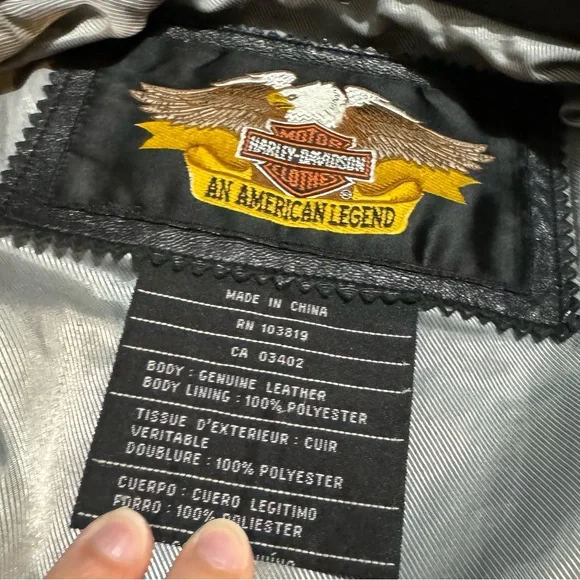 MOTOR
HARLEY-DAVIDSON
CLOTHES
®
AN AMERICAN LEGEND
MADE IN CHINA
RN 103819
CA 03402
BODY : GENUINE LEATHER
BODY LINING : 100% POLYESTER
TISSUE D'EXTERIEUR : CUIR
VERITABLE
DOUBLURE : 100% POLYESTER
CUERPO : CUERO LEGITIMO
FORRO : 100% POLIESTER